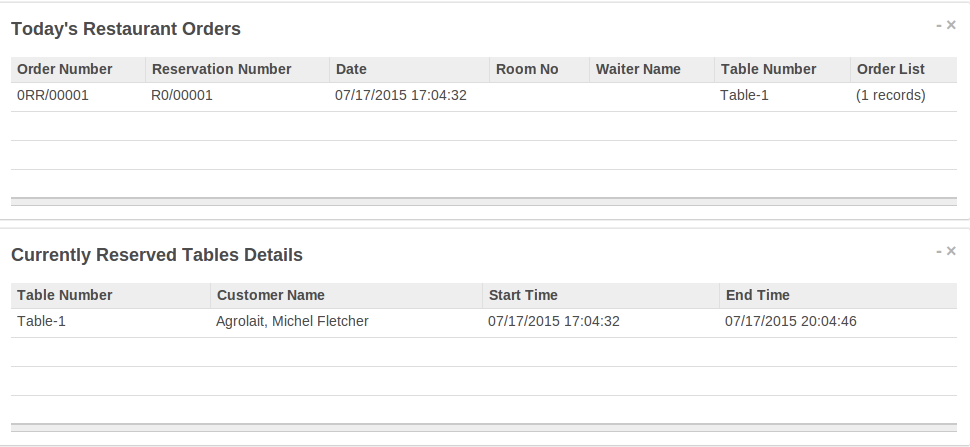 Today's Restaurant Orders - ×
Order Number Reservation Number Date Room No Waiter Name Table Number Order List
0RR/00001 R0/00001 07/17/2015 17:04:32 Table-1 (1 records)
Currently Reserved Tables Details - ×
Table Number Customer Name Start Time End Time
Table-1 Agrolait, Michel Fletcher 07/17/2015 17:04:32 07/17/2015 20:04:46